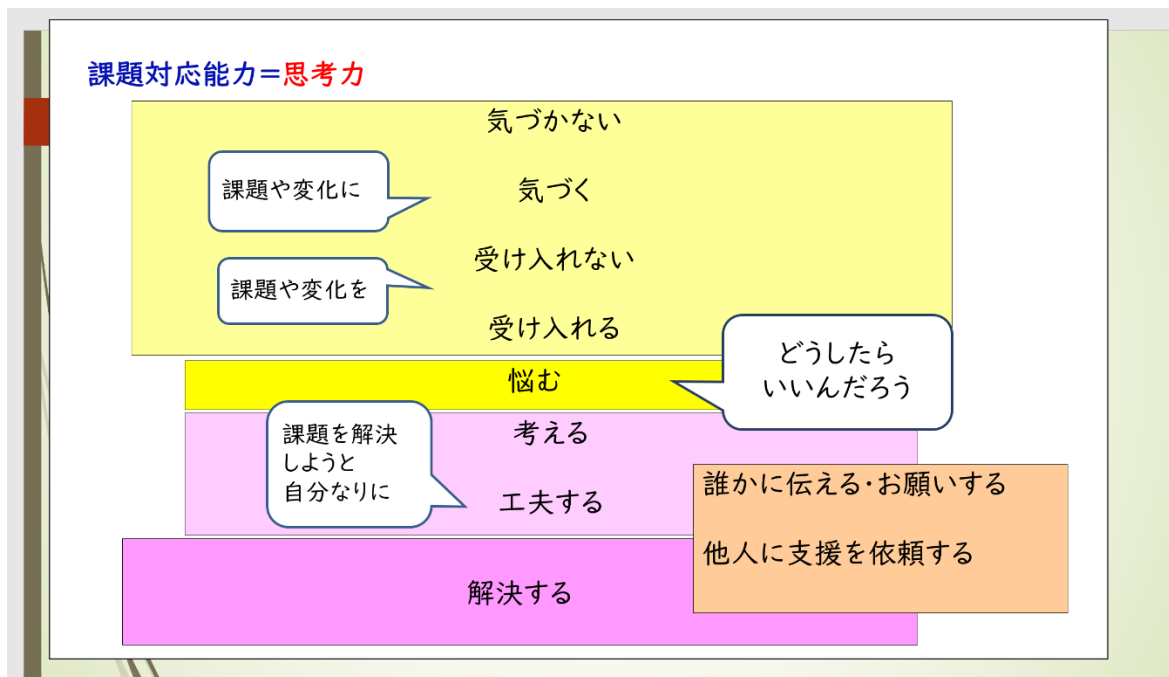 課題対応能力=思考力
気づかない
課題や変化に
気づく
受け入れない
課題や変化を
受け入れる
どうしたら
いいんだろう
悩む
課題を解決
しようと
自分なりに
考える
工夫する
誰かに伝える・お願いする
他人に支援を依頼する
解決する